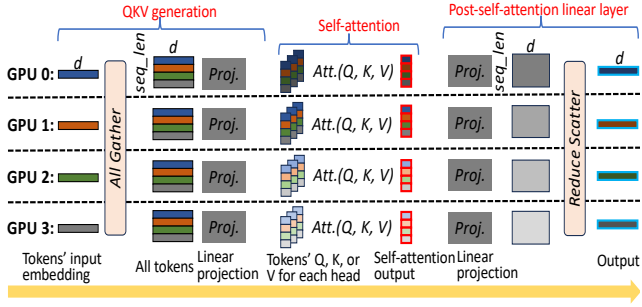 QKV generation
Self-attention
Post-self-attention linear layer
d
seq_len
d
seq_len
d
d
GPU 0:
Proj.
Att.(Q, K, V)
Proj.
GPU 1:
Proj.
Att.(Q, K, V)
Proj.
GPU 2:
Proj.
Att.(Q, K, V)
Proj.
GPU 3:
Proj.
Att.(Q, K, V)
Proj.
All Gather
Reduce Scatter
Tokens' input
embedding
All tokens
Linear
projection
Tokens' Q, K, or
V for each head
Self-attention
output
Linear
projection
Output